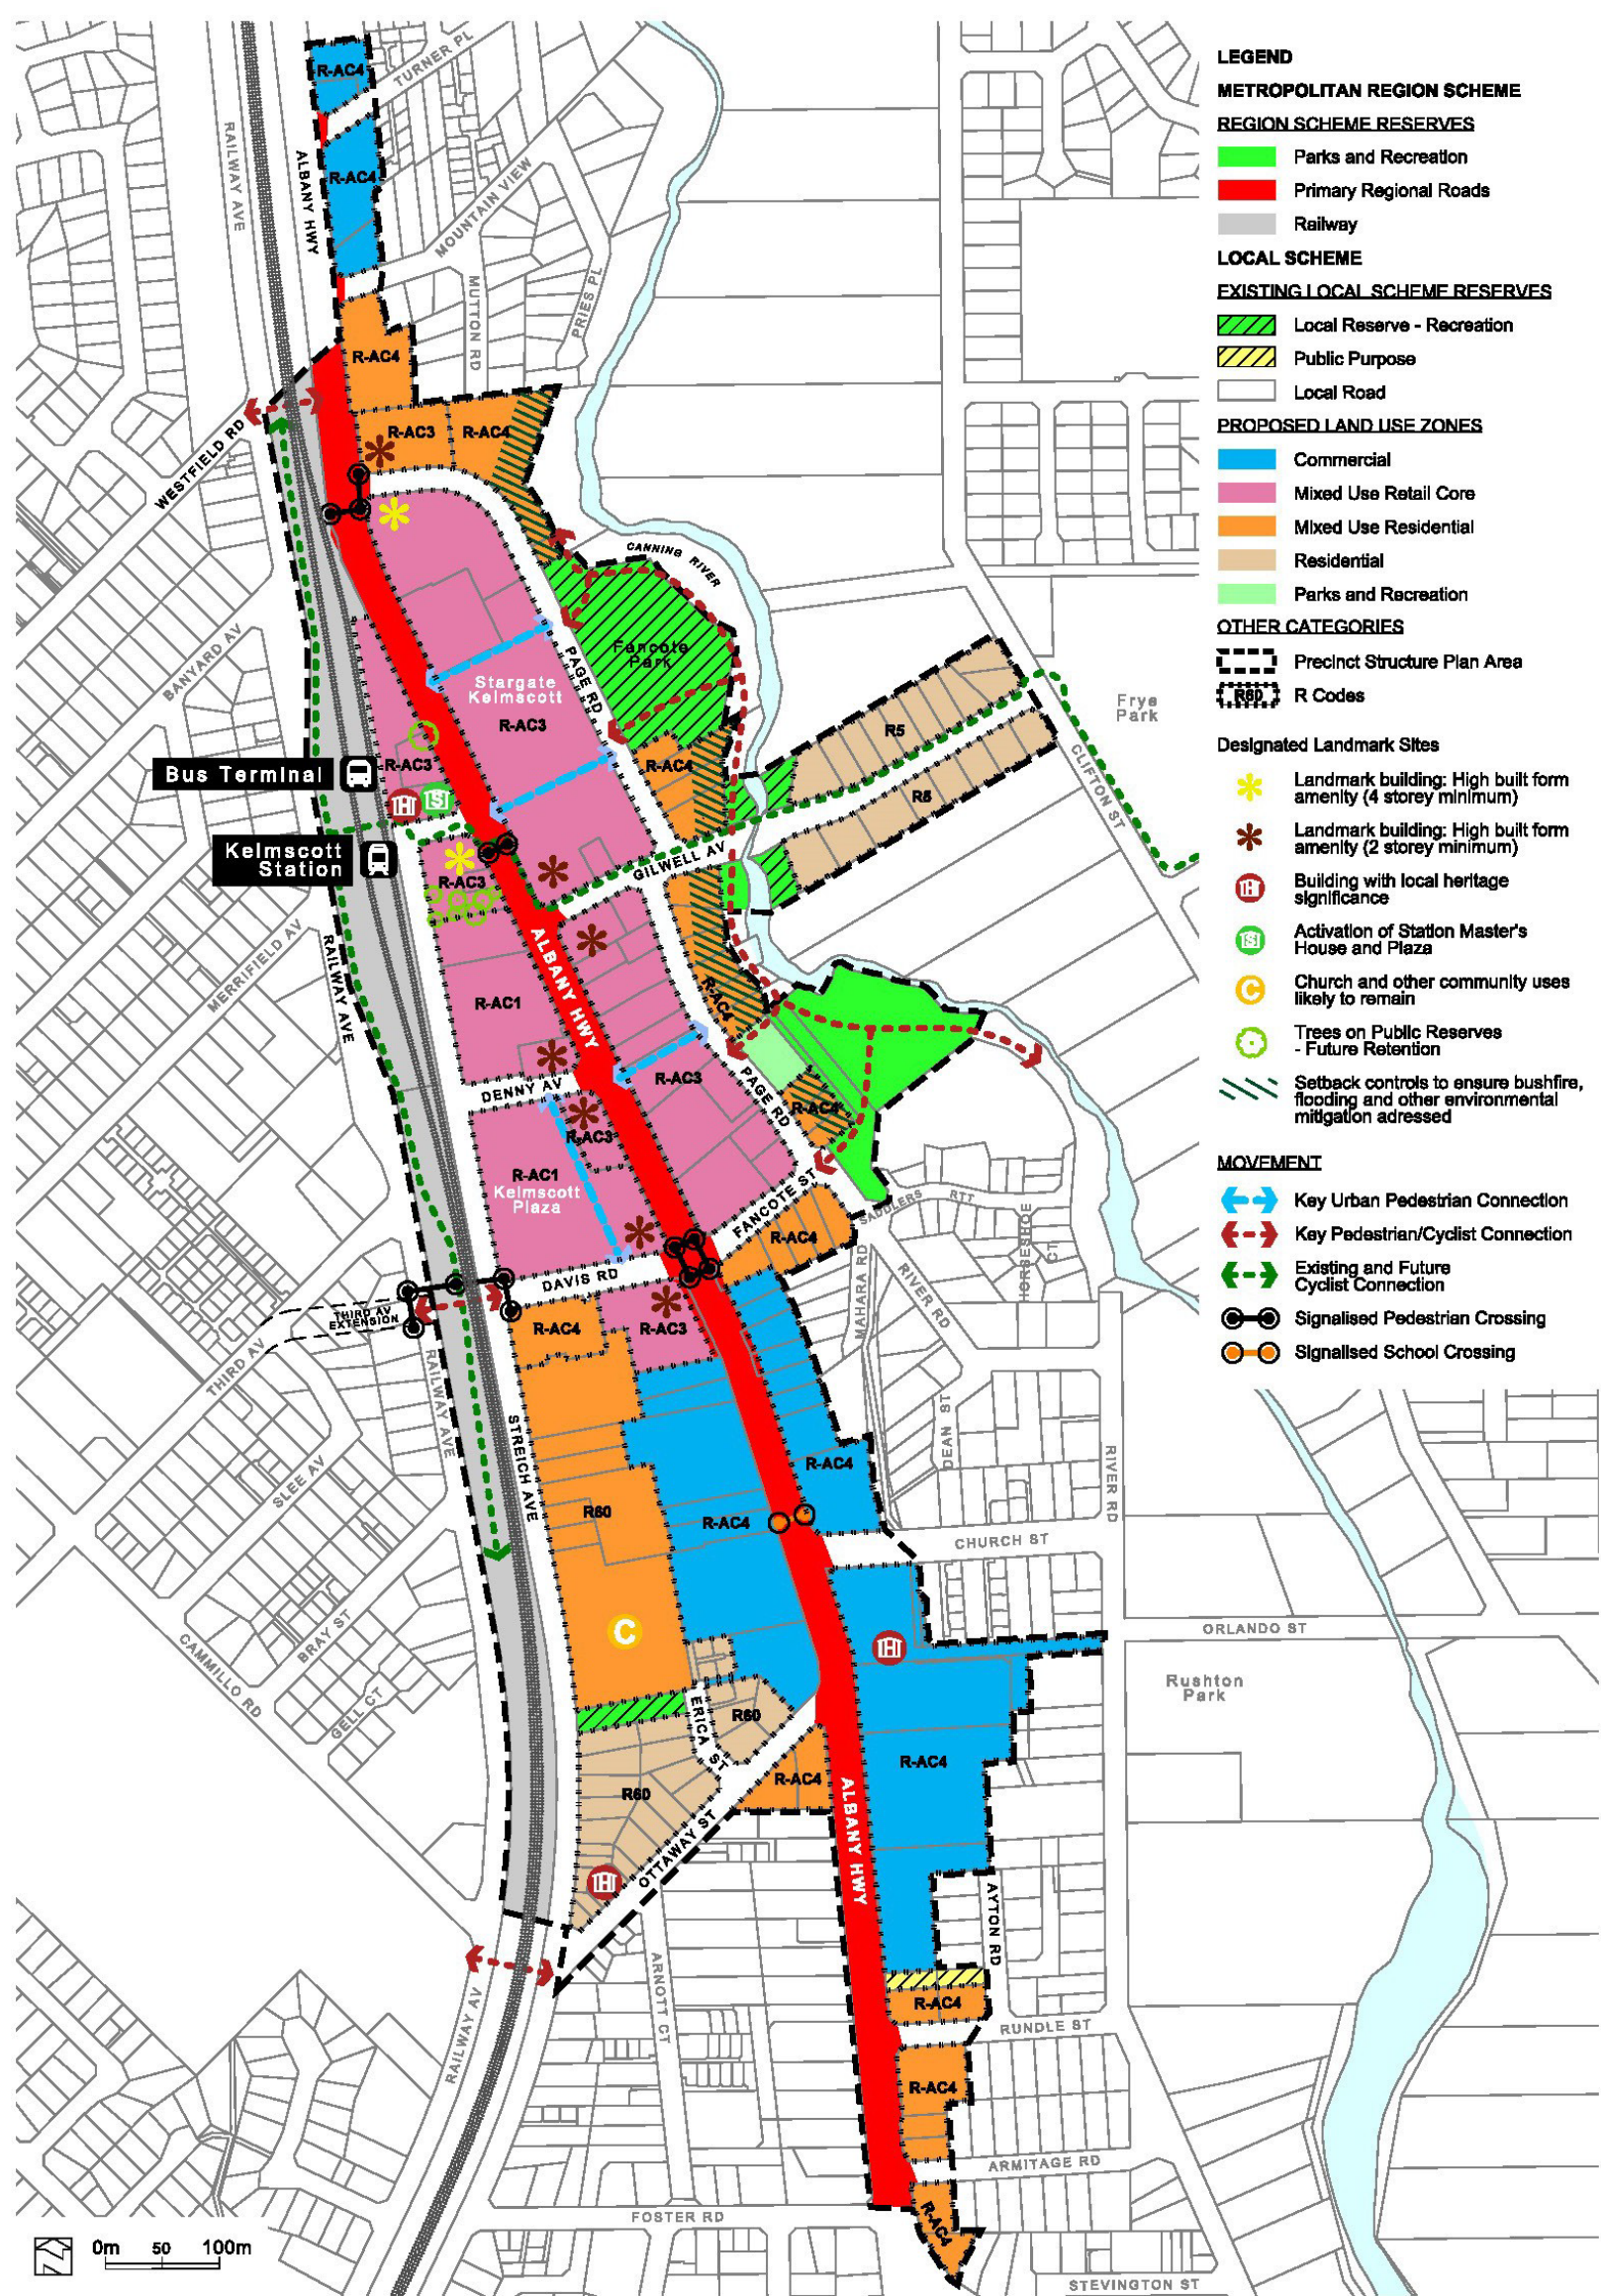 LEGEND
METROPOLITAN REGION SCHEME
REGION SCHEME RESERVES
Parks and Recreation
Primary Regional Roads
Railway
LOCAL SCHEME
EXISTING LOCAL SCHEME RESERVES
Local Reserve - Recreation
Public Purpose
Local Road
PROPOSED LAND USE ZONES
Commercial
Mixed Use Retail Core
Mixed Use Residential
Residential
Parks and Recreation
OTHER CATEGORIES
Precinct Structure Plan Area
R60
R Codes
Designated Landmark Sites
Landmark building: High built form
amenity (4 storey minimum)
Landmark building: High built form
amenity (2 storey minimum)
H
Building with local heritage
significance
S
Activation of Station Master's
House and Plaza
C
Church and other community uses
likely to remain
Trees on Public Reserves
- Future Retention
Setback controls to ensure bushfire,
flooding and other environmental
mitigation adressed
MOVEMENT
Key Urban Pedestrian Connection
Key Pedestrian/Cyclist Connection
Existing and Future
Cyclist Connection
Signalised Pedestrian Crossing
Signalised School Crossing
R-AC4
TURNER PL
RAILWAY AVE
ALBANY HWY
R-AC4
MOUNTAIN VIEW
MUTTON RD
PRIES PL
R-AC4
WESTFIELD RD
R-AC3
R-AC4
CANNING RIVER
BANYARD AV
Fancote
Park
PAGE RD
Stargate
Kelmscott
R-AC3
R5
Frye
Park
CLIFTON ST
Bus Terminal
R-AC3
R-AC4
R5
H
S
Kelmscott
Station
R-AC3
GILWELL AV
MERRIFIELD AV
RAILWAY AVE
ALBANY HWY
R-AC1
R-AC4
R-AC3
PAGE RD
DENNY AV
R-AC4
R-AC3
R-AC1
Kelmscott
Plaza
FANCOTE ST
SADDLERS RTT
HORSESHOE CT
R-AC4
MAHARA RD
RIVER RD
DAVIS RD
THIRD AV
EXTENSION
THIRD AV
R-AC4
R-AC3
RAILWAY AVE
STREICH AVE
DEAN ST
RIVER RD
SLEE AV
R-AC4
R60
R-AC4
CHURCH ST
BRAY ST
C
H
ORLANDO ST
CAMMILLO RD
GELL CT
Rushton
Park
ERICA ST
R60
R-AC4
R-AC4
R60
ALBANY HWY
OTTAWAY ST
H
AYTON RD
ARNOTT CT
R-AC4
RUNDLE ST
RAILWAY AV
R-AC4
ARMITAGE RD
FOSTER RD
R-AC4
0m 50 100m
STEVINGTON ST